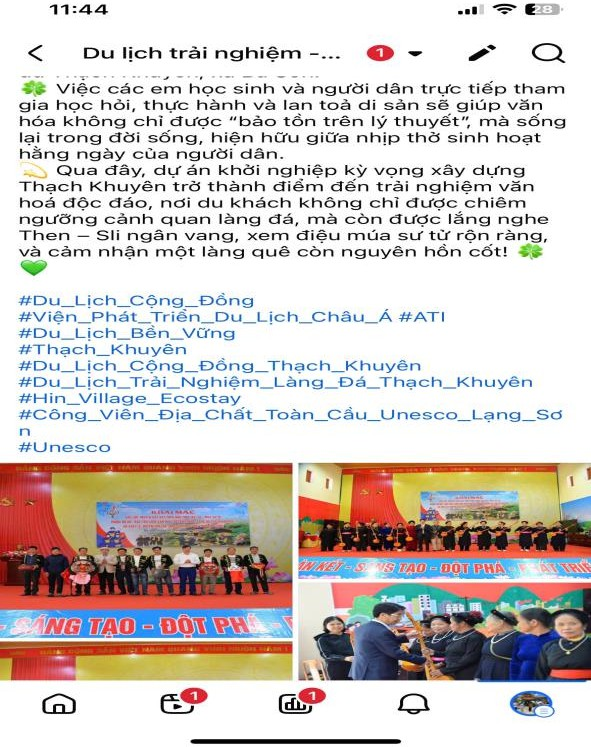 11:44
28
Du lịch trải nghiệm -...
1
🍀 Việc các em học sinh và người dân trực tiếp tham
gia học hỏi, thực hành và lan toả di sản sẽ giúp văn
hóa không chỉ được “bảo tồn trên lý thuyết”, mà sống
lại trong đời sống, hiện hữu giữa nhịp thở sinh hoạt
hằng ngày của người dân.
💫 Qua đây, dự án khởi nghiệp kỳ vọng xây dựng
Thạch Khuyên trở thành điểm đến trải nghiệm văn
hoá độc đáo, nơi du khách không chỉ được chiêm
ngưỡng cảnh quan làng đá, mà còn được lắng nghe
Then – Sli ngân vang, xem điệu múa sư tử rộn ràng,
và cảm nhận một làng quê còn nguyên hồn cốt! 🍀
💚
#Du_Lịch_Cộng_Đồng
#Viện_Phát_Triển_Du_Lịch_Châu_Á #ATI
#Du_Lịch_Bền_Vững
#Thạch_Khuyên
#Du_Lịch_Cộng_Đồng_Thạch_Khuyên
#Du_Lịch_Trải_Nghiệm_Làng_Đá_Thạch_Khuyên
#Hin_Village_Ecostay
#Công_Viên_Địa_Chất_Toàn_Cầu_Unesco_Lạng_Sơ
n
#Unesco
KHAI MẠC
- SÁNG TẠO - ĐỘT PHÁ -
KHAI MẠC
KẾT - SÁNG TẠO - ĐỘT PHÁ - PHÁT TRIỂ
1
1